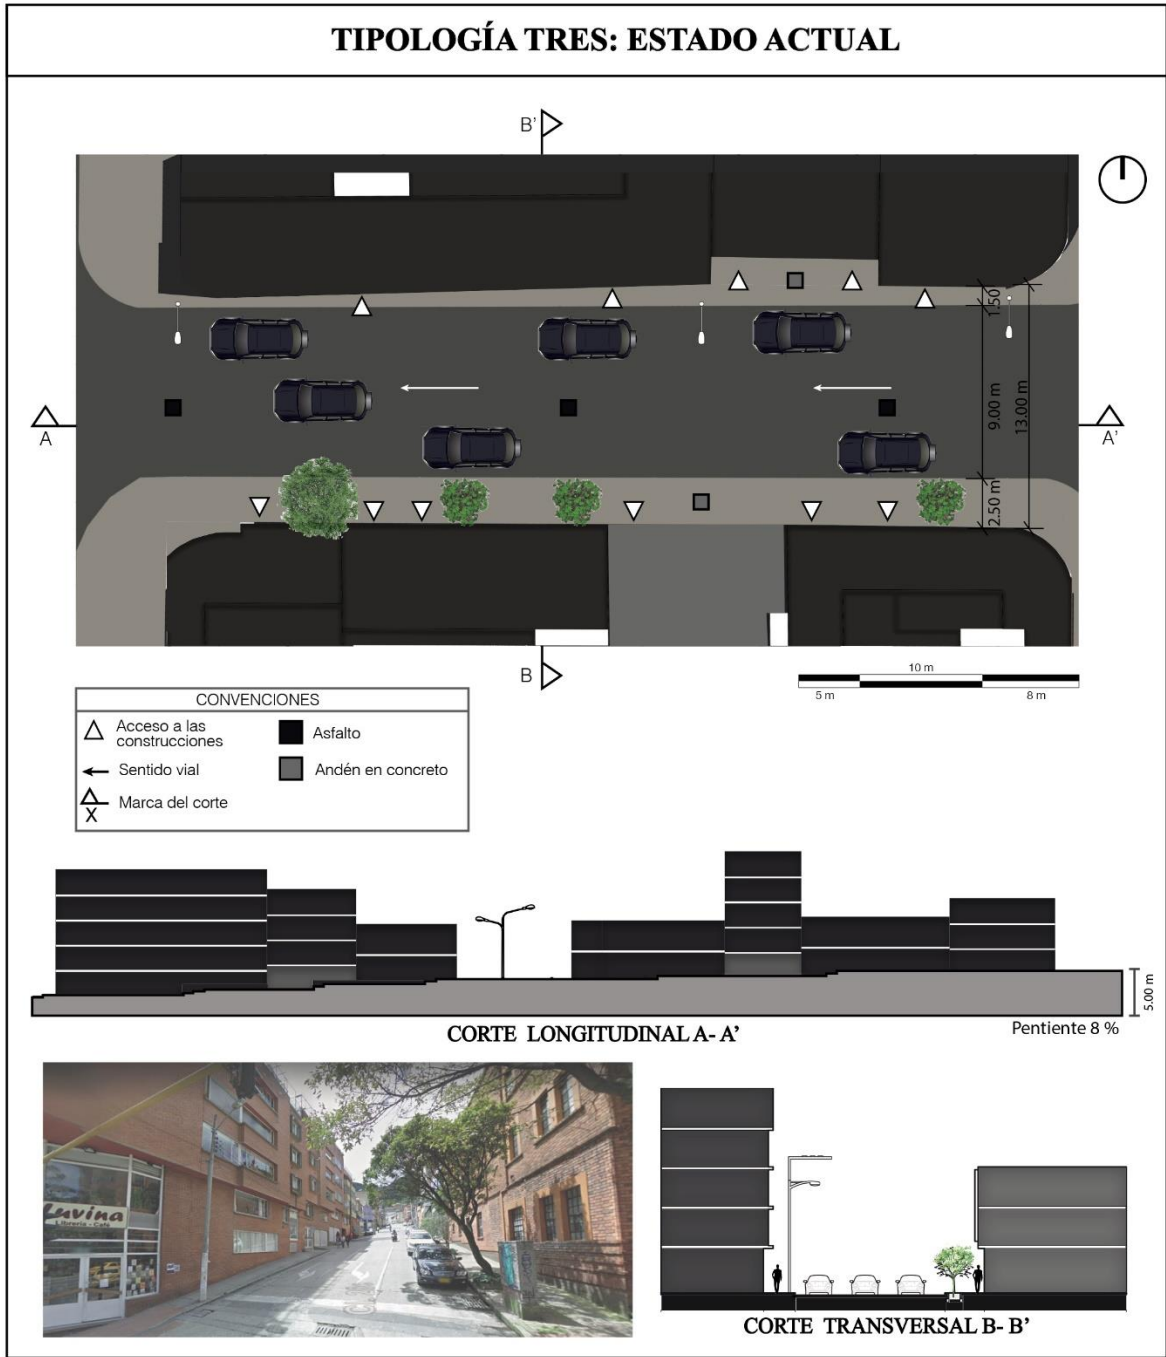 TIPOLOGÍA TRES: ESTADO ACTUAL
B'
A
A'
1.50
9.00 m
13.00 m
2.50 m
B
10 m
5 m
8 m
CONVENCIONES
Acceso a las
construcciones
Asfalto
Sentido vial
Andén en concreto
X
Marca del corte
5.00 m
CORTE LONGITUDINAL A- A'
Pentiente 8 %
Luvina
Librería - Café
CORTE TRANSVERSAL B- B'